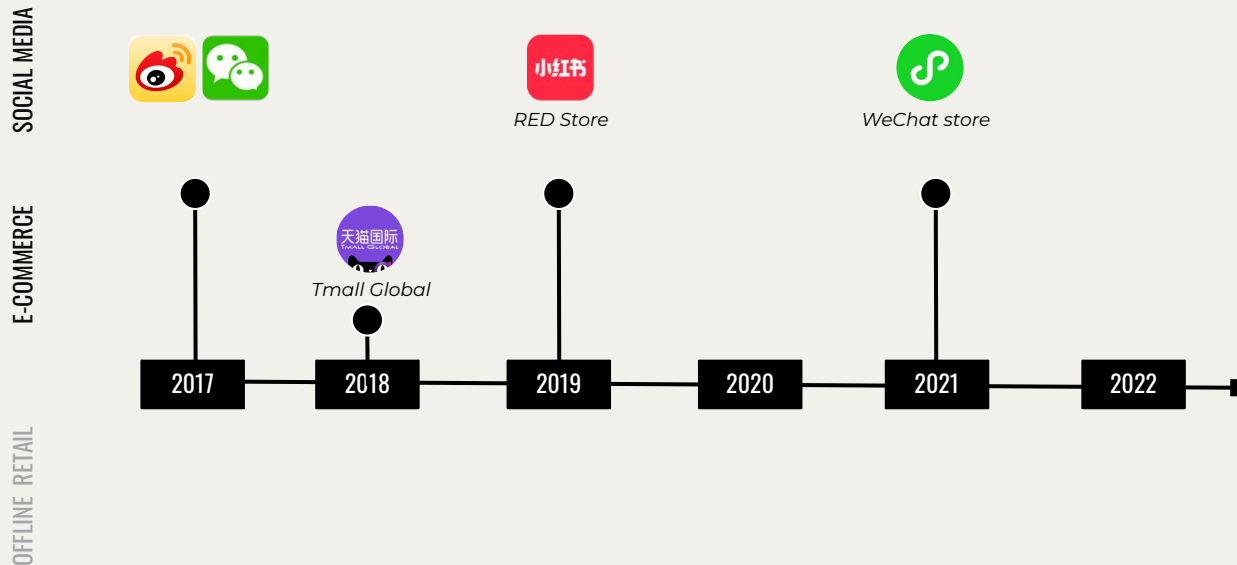 SOCIAL MEDIA
小红书
RED Store
WeChat store
E-COMMERCE
天猫国际
TMALL GLOBAL
Tmall Global
2017
2018
2019
2020
2021
2022
OFFLINE RETAIL